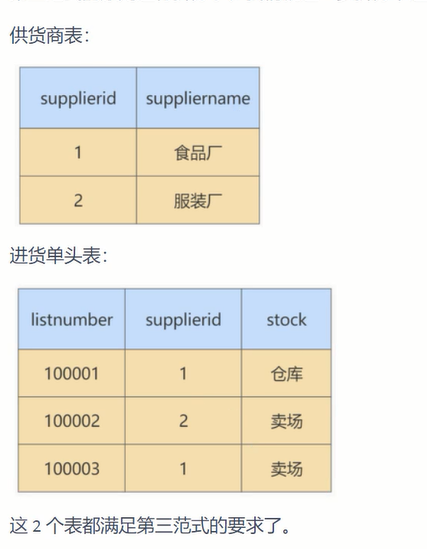 供货商表：
supplierid suppliername
1 食品厂
2 服装厂
进货单头表：
listnumber supplierid stock
100001 1 仓库
100002 2 卖场
100003 1 卖场
这 2 个表都满足第三范式的要求了。